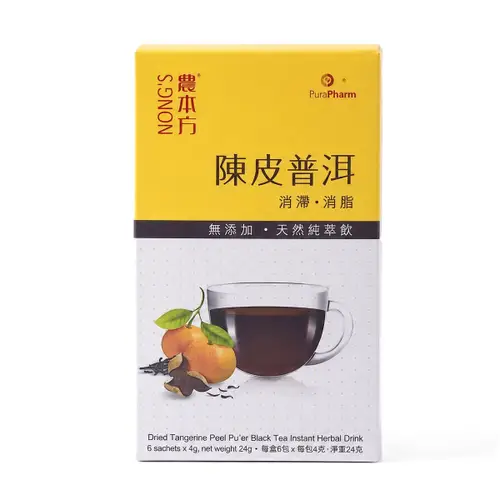 農本方®
NONG'S
PuraPharm
陳皮普洱
消滯・消脂
無添加・天然純萃飲
Dried Tangerine Peel Pu'er Black Tea Instant Herbal Drink
6 sachets x 4g, net weight 24g・每盒6包 x 每包4克・淨重24克